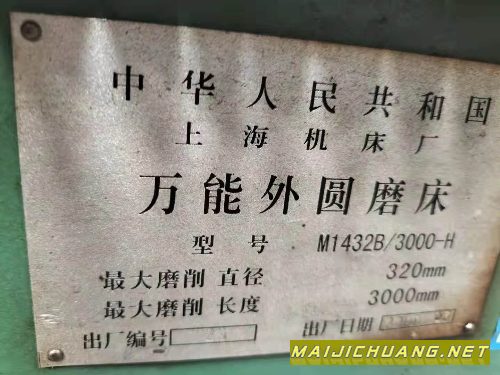 中华人民共和国
上海机床厂
万能外圆磨床
型号 M1432B/3000-H
最大磨削 直径 320mm
最大磨削 长度 3000mm
出厂编号 出厂日期
MAIJICHUANG.NET